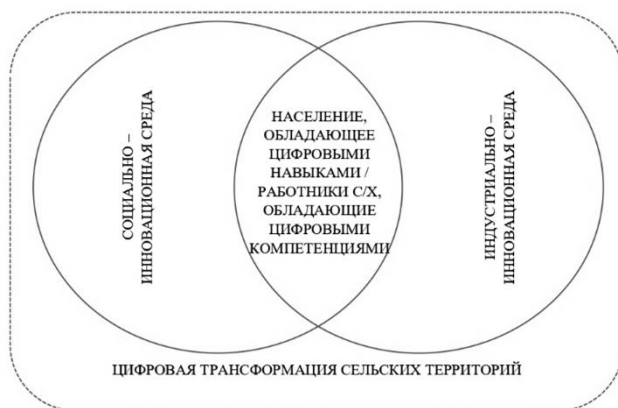 СОЦИАЛЬНО –
ИННОВАЦИОННАЯ СРЕДА
НАСЕЛЕНИЕ,
ОБЛАДАЮЩЕЕ
ЦИФРОВЫМИ
НАВЫКАМИ /
РАБОТНИКИ С/Х,
ОБЛАДАЮЩИЕ
ЦИФРОВЫМИ
КОМПЕТЕНЦИЯМИ
ИНДУСТРИАЛЬНО –
ИННОВАЦИОННАЯ СРЕДА
ЦИФРОВАЯ ТРАНСФОРМАЦИЯ СЕЛЬСКИХ ТЕРРИТОРИЙ